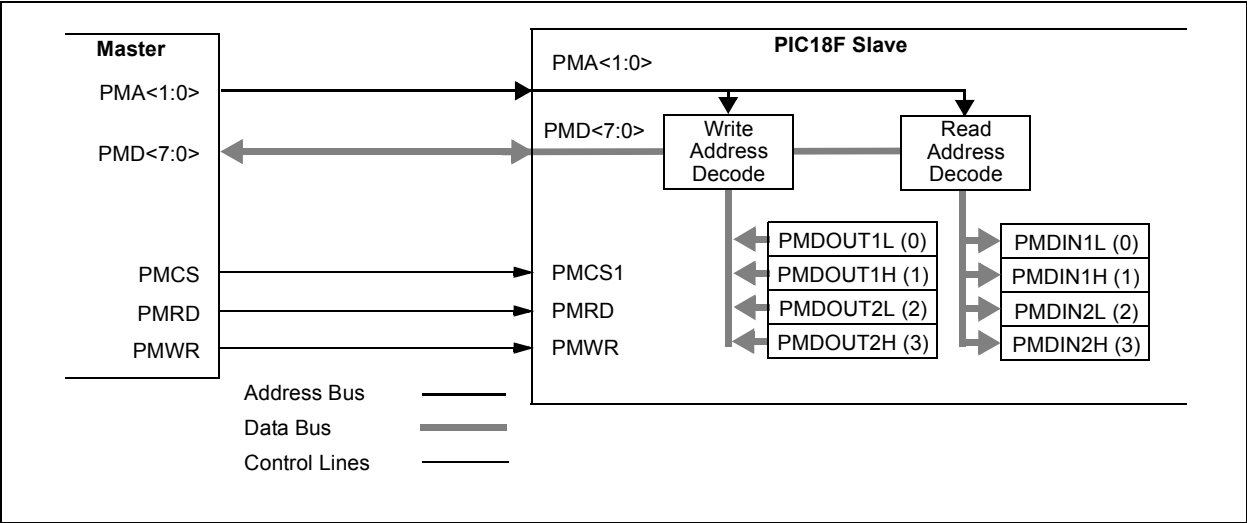 Master
PIC18F Slave
PMA<1:0>
PMA<1:0>
PMD<7:0>
PMD<7:0>
Write
Address
Decode
Read
Address
Decode
PMDOUT1L (0)
PMDOUT1H (1)
PMDOUT2L (2)
PMDOUT2H (3)
PMDIN1L (0)
PMDIN1H (1)
PMDIN2L (2)
PMDIN2H (3)
PMCS
PMCS1
PMRD
PMRD
PMWR
PMWR
Address Bus
Data Bus
Control Lines